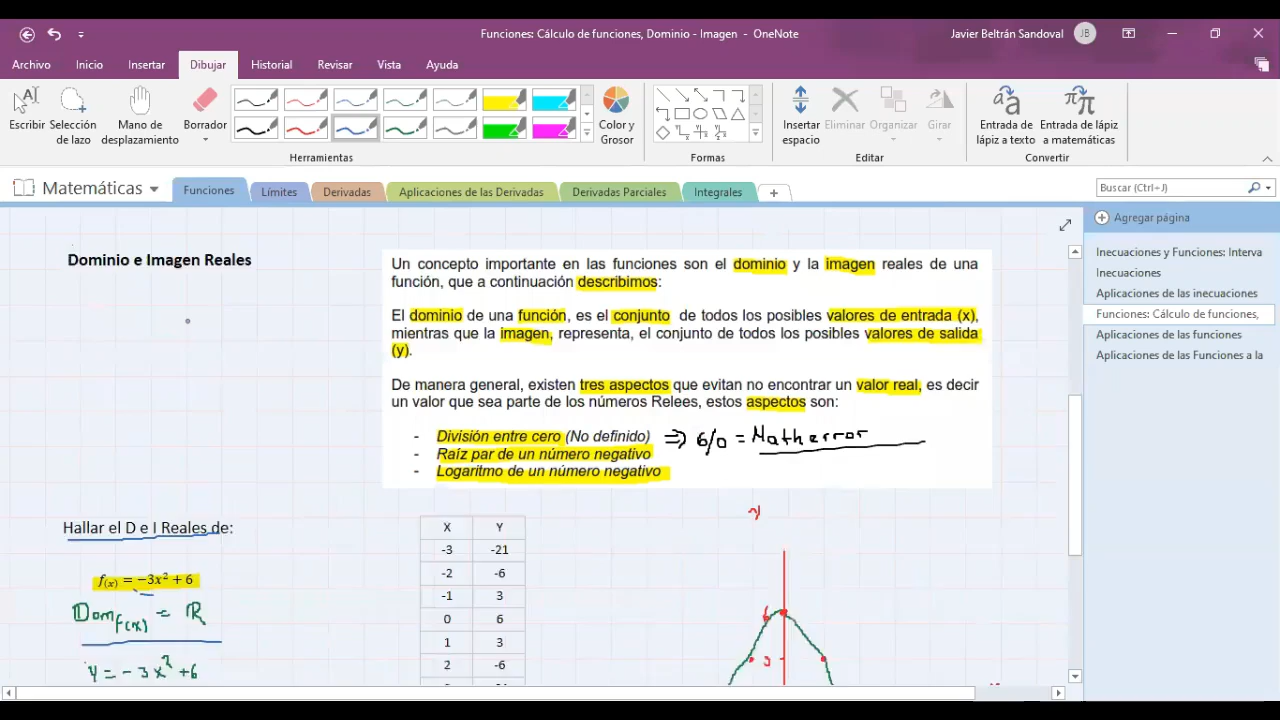 Funciones: Cálculo de funciones, Dominio - Imagen - OneNote
Javier Beltrán Sandoval
JB
Archivo
Inicio
Insertar
Dibujar
Historial
Revisar
Vista
Ayuda
Escribir
Selección de lazo
Mano de desplazamiento
Borrador
Color y Grosor
Insertar espacio
Eliminar
Organizar
Girar
Entrada de lápiz a texto
Entrada de lápiz a matemáticas
Herramientas
Formas
Editar
Convertir
Matemáticas
Funciones
Límites
Derivadas
Aplicaciones de las Derivadas
Derivadas Parciales
Integrales
Buscar (Ctrl+J)
Agregar página
Inecuaciones y Funciones: Interva
Inecuaciones
Aplicaciones de las inecuaciones
Funciones: Cálculo de funciones,
Aplicaciones de las funciones
Aplicaciones de las Funciones a la
Dominio e Imagen Reales
Un concepto importante en las funciones son el dominio y la imagen reales de una
función, que a continuación describimos:
El dominio de una función, es el conjunto de todos los posibles valores de entrada (x),
mientras que la imagen, representa, el conjunto de todos los posibles valores de salida
(y).
De manera general, existen tres aspectos que evitan no encontrar un valor real, es decir
un valor que sea parte de los números Relees, estos aspectos son:
- División entre cero (No definido) ⇒ 6/0 = Math error
- Raíz par de un número negativo
- Logaritmo de un número negativo
Hallar el D e I Reales de:
f(x) = −3x² + 6
Dom f(x) = ℝ
y = −3x² + 6
X Y
-3 -21
-2 -6
-1 3
0 6
1 3
2 -6
y
6
3